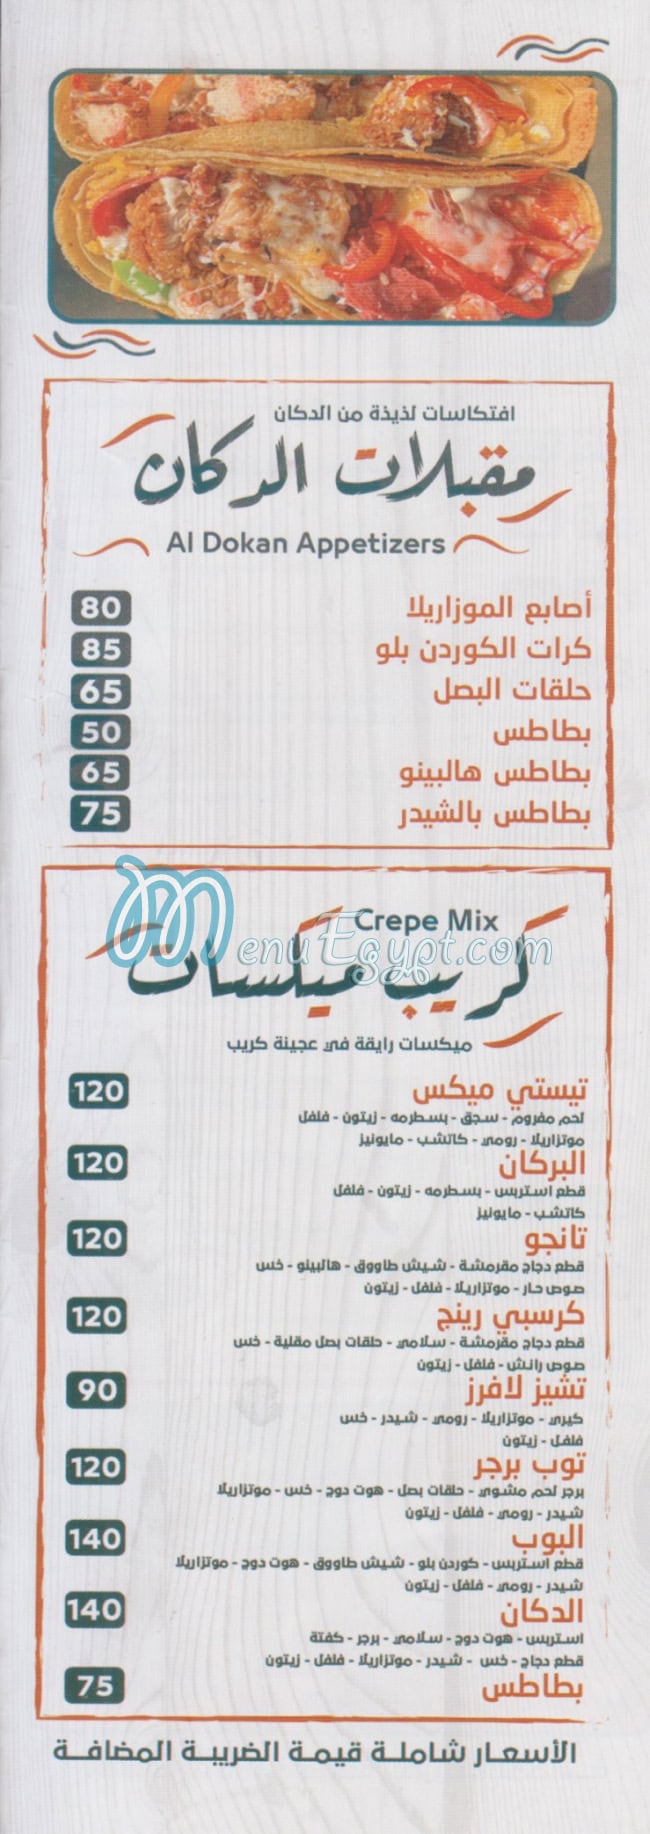 افتكاسات لذيذة من الدكان
مقبلات الدكان
Al Dokan Appetizers
أصابع الموزاريلا 80
كرات الكوردن بلو 85
حلقات البصل 65
بطاطس 50
بطاطس هالبينو 65
بطاطس بالشيدر 75
Crepe Mix
MenuEgypt.com
كريب ميكسات
ميكسات رايقة في عجينة كريب
تيستي ميكس 120
لحم مفروم - سجق - بسطرمه - زيتون - فلفل
موتزاريلا - رومي - كاتشب - مايونيز
البركان 120
قطع استربس - بسطرمه - زيتون - فلفل
كاتشب - مايونيز
تانجو 120
قطع دجاج مقرمشة - شيش طاووق - هالبينو - خس
صوص حار - موتزاريلا - فلفل - زيتون
كرسبي رينج 120
قطع دجاج مقرمشة - سلامي - حلقات بصل مقلية - خس
صوص رانش - فلفل - زيتون
تشيز لافرز 90
كيري - موتزاريلا - رومي - شيدر - خس
فلفل - زيتون
توب برجر 120
برجر لحم مشوي - حلقات بصل - هوت دوج - خس - موتزاريلا
شيدر - رومي - فلفل - زيتون
البوب 140
قطع استربس - كوردن بلو - شيش طاووق - هوت دوج - موتزاريلا
شيدر - رومي - فلفل - زيتون
الدكان 140
استربس - هوت دوج - سلامي - برجر - كفتة
قطع دجاج - خس - شيدر - موتزاريلا - فلفل - زيتون
بطاطس 75
الأسعار شاملة قيمة الضريبة المضافة